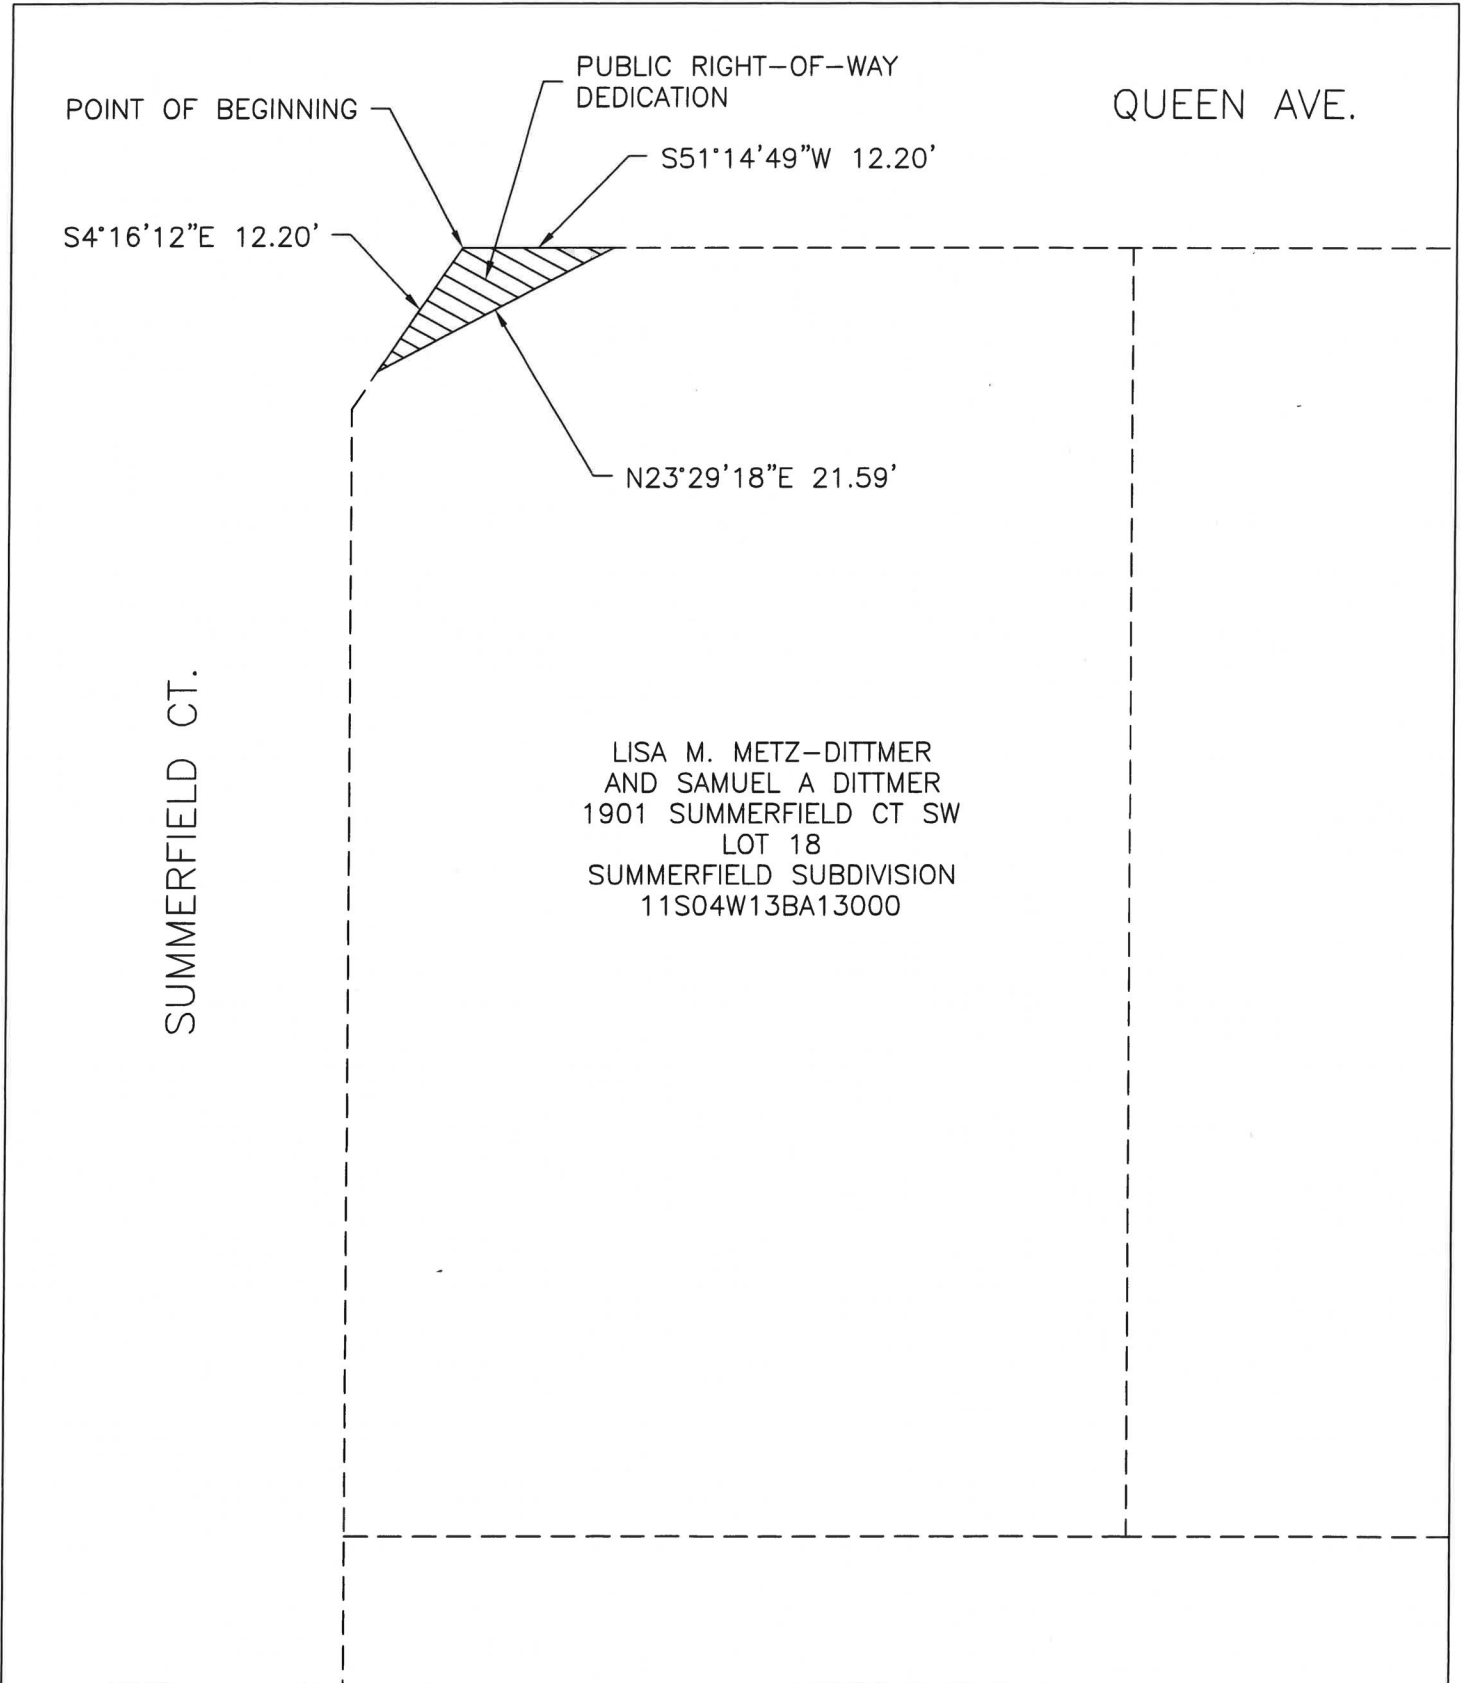 PUBLIC RIGHT-OF-WAY
DEDICATION
POINT OF BEGINNING
QUEEN AVE.
S51°14'49"W 12.20'
S4°16'12"E 12.20'
N23°29'18"E 21.59'
SUMMERFIELD CT.
LISA M. METZ-DITTMER
AND SAMUEL A DITTMER
1901 SUMMERFIELD CT SW
LOT 18
SUMMERFIELD SUBDIVISION
11S04W13BA13000